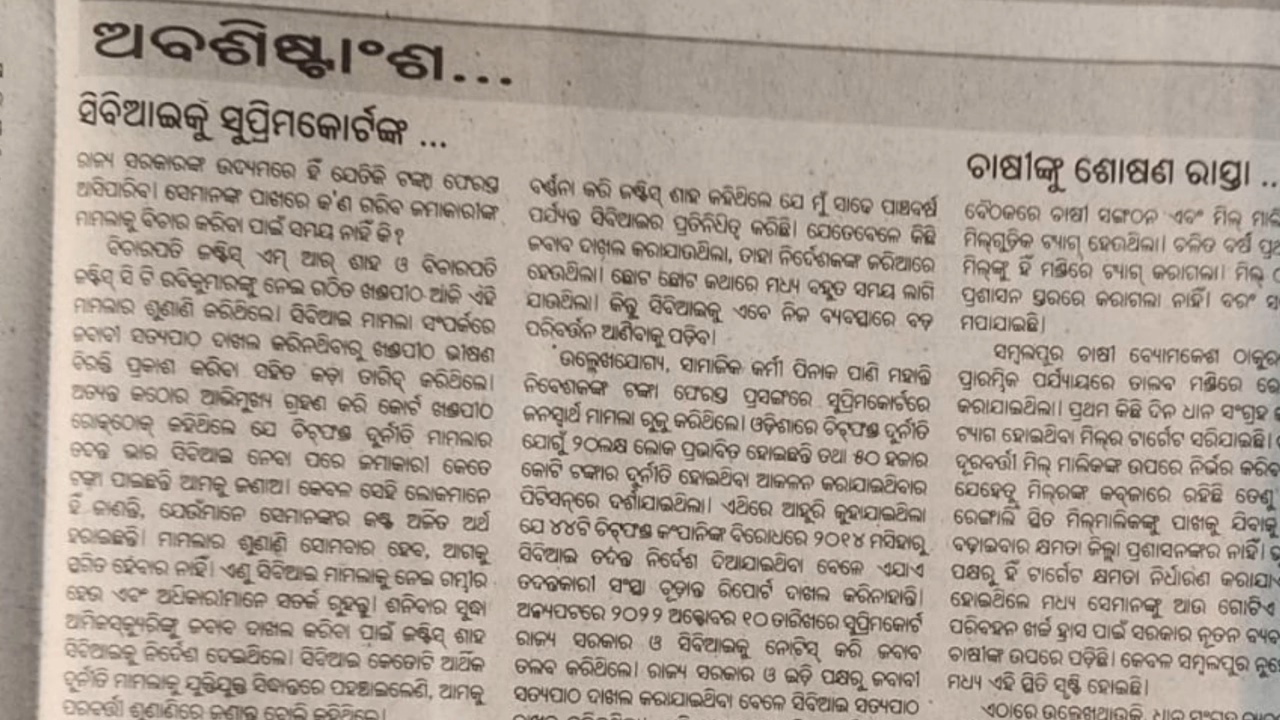 ଅବଶିଷ୍ଟାଂଶ...
ସିବିଆଇକୁ ସୁପ୍ରିମକୋର୍ଟଙ୍କ ...
ରାଜ୍ୟ ସରକାରଙ୍କ ଉଦ୍ୟମରେ ହିଁ ଯେତିକି ଟଙ୍କା ଫେରସ୍ତ
ଆସିପାରିବ। ସେମାନଙ୍କ ପାଖରେ କ'ଣ ଗରିବ ଜମାକାରୀଙ୍କ
ମାମଲାକୁ ବିଚାର କରିବା ପାଇଁ ସମୟ ନାହିଁ କି?
ବିଚାରପତି ଜଷ୍ଟିସ୍ ଏମ୍ ଆର୍ ଶାହ ଓ ବିଚାରପତି
ଜଷ୍ଟିସ୍ ସି ଟି ରବିକୁମାରଙ୍କୁ ନେଇ ଗଠିତ ଖଣ୍ଡପୀଠ ଆଜି ଏହି
ମାମଲାର ଶୁଣାଣି କରିଥିଲେ। ସିବିଆଇ ମାମଲା ସଂପର୍କରେ
ଜବାବୀ ସତ୍ୟପାଠ ଦାଖଲ କରିନଥିବାରୁ ଖଣ୍ଡପୀଠ ଭୀଷଣ
ବିରକ୍ତି ପ୍ରକାଶ କରିବା ସହିତ କଡ଼ା ତାଗିଦ୍ କରିଥିଲେ।
ଅତ୍ୟନ୍ତ କଠୋର ଆଭିମୁଖ୍ୟ ଗ୍ରହଣ କରି କୋର୍ଟ ଖଣ୍ଡପୀଠ
ରୋକ୍‌ଠୋକ୍ କହିଥିଲେ ଯେ ଚିଟ୍‌ଫଣ୍ଡ ଦୁର୍ନୀତି ମାମଲାର
ତଦନ୍ତ ଭାର ସିବିଆଇ ନେବା ପରେ ଜମାକାରୀ କେତେ
ଟଙ୍କା ପାଇଛନ୍ତି ଆମକୁ ଜଣାଅ। କେବଳ ସେହି ଲୋକମାନେ
ହିଁ ଜାଣନ୍ତି, ଯେଉଁମାନେ ସେମାନଙ୍କର କଷ୍ଟ ଅର୍ଜିତ ଅର୍ଥ
ହରାଇଛନ୍ତି। ମାମଲାର ଶୁଣାଣି ସୋମବାର ହେବ, ଆଗକୁ
ସ୍ଥଗିତ ହେବାର ନାହିଁ। ଏଣୁ ସିବିଆଇ ମାମଲାକୁ ନେଇ ଗମ୍ଭୀର
ହେଉ ଏବଂ ଅଧିକାରୀମାନେ ସତର୍କ ରୁହନ୍ତୁ। ଶନିବାର ସୁଦ୍ଧା
ଆମିକସ୍‌କ୍ୟୁରିଙ୍କୁ ଜବାବ ଦାଖଲ କରିବା ପାଇଁ ଜଷ୍ଟିସ୍ ଶାହ
ସିବିଆଇକୁ ନିର୍ଦେଶ ଦେଇଥିଲେ। ସିବିଆଇ କେତୋଟି ଆର୍ଥିକ
ଦୁର୍ନୀତି ମାମଲାକୁ ଯୁକ୍ତିଯୁକ୍ତ ସିଦ୍ଧାନ୍ତରେ ପହଞ୍ଚାଇଲେଣି, ଆମକୁ
ପରବର୍ତ୍ତୀ ଶୁଣାଣିରେ ଜଣାନ୍ତୁ ବୋଲି କହିଥିଲେ।
ବର୍ଣ୍ଣନା କରି ଜଷ୍ଟିସ୍ ଶାହ କହିଥିଲେ ଯେ ମୁଁ ସାଢେ ପାଞ୍ଚବର୍ଷ
ପର୍ଯ୍ୟନ୍ତ ସିବିଆଇର ପ୍ରତିନିଧିତ୍ୱ କରିଛି। ଯେତେବେଳେ କିଛି
ଜବାବ ଦାଖଲ କରାଯାଉଥିଲା, ତାହା ନିର୍ଦେଶକଙ୍କ ଜରିଆରେ
ହେଉଥିଲା। ଛୋଟ ଛୋଟ କଥାରେ ମଧ୍ୟ ବହୁତ ସମୟ ଲାଗି
ଯାଉଥିଲା। କିନ୍ତୁ ସିବିଆଇକୁ ଏବେ ନିଜ ବ୍ୟବସ୍ଥାରେ ବଡ଼
ପରିବର୍ତ୍ତନ ଆଣିବାକୁ ପଡ଼ିବ।
ଉଲ୍ଲେଖଯୋଗ୍ୟ, ସାମାଜିକ କର୍ମୀ ପିନାକ ପାଣି ମହାନ୍ତି
ନିବେଶକଙ୍କ ଟଙ୍କା ଫେରସ୍ତ ପ୍ରସଙ୍ଗରେ ସୁପ୍ରିମକୋର୍ଟରେ
ଜନସ୍ୱାର୍ଥ ମାମଲା ରୁଜୁ କରିଥିଲେ। ଓଡ଼ିଶାରେ ଚିଟ୍‌ଫଣ୍ଡ ଦୁର୍ନୀତି
ଯୋଗୁଁ ୨୦ଲକ୍ଷ ଲୋକ ପ୍ରଭାବିତ ହୋଇଛନ୍ତି ତଥା ୫୦ ହଜାର
କୋଟି ଟଙ୍କାର ଦୁର୍ନୀତି ହୋଇଥିବା ଆକଳନ କରାଯାଇଥିବାର
ପିଟିସନ୍‌ରେ ଦର୍ଶାଯାଇଥିଲା। ଏଥିରେ ଆହୁରି କୁହାଯାଇଥିଲା
ଯେ ୪୪ଟି ଚିଟ୍‌ଫଣ୍ଡ କଂପାନିଙ୍କ ବିରୋଧରେ ୨୦୧୪ ମସିହାରୁ
ସିବିଆଇ ତଦନ୍ତ ନିର୍ଦେଶ ଦିଆଯାଇଥିବା ବେଳେ ଏଯାଏ
ତଦନ୍ତକାରୀ ସଂସ୍ଥା ଚୂଡ଼ାନ୍ତ ରିପୋର୍ଟ ଦାଖଲ କରିନାହାନ୍ତି।
ଅନ୍ୟପଟରେ ୨୦୨୨ ଅକ୍ଟୋବର ୧୦ ତାରିଖରେ ସୁପ୍ରିମକୋର୍ଟ
ରାଜ୍ୟ ସରକାର ଓ ସିବିଆଇକୁ ନୋଟିସ୍ କରି ଜବାବ
ତଲବ କରିଥିଲେ। ରାଜ୍ୟ ସରକାର ଓ ଇଡ଼ି ପକ୍ଷରୁ ଜବାବୀ
ସତ୍ୟପାଠ ଦାଖଲ କରାଯାଇଥିବା ବେଳେ ସିବିଆଇ ସତ୍ୟପାଠ
ଚାଷୀଙ୍କୁ ଶୋଷଣ ରାସ୍ତା ..
ବୈଠକରେ ଚାଷୀ ସଙ୍ଗଠନ ଏବଂ ମିଲ୍
ମିଲ୍‌ଗୁଡ଼ିକ ଟ୍ୟାଗ୍ ହେଉଥିଲା। ଚଳିତ ବର୍ଷ
ମିଲ୍‌ଙ୍କୁ ହିଁ ମଣ୍ଡିରେ ଟ୍ୟାଗ୍ କରାଗଲା। ମିଲ୍
ପ୍ରଶାସନ ସ୍ତରରେ କରାଗଲା ନାହିଁ। ବରଂ
ମପାଯାଇଛି।
ସମ୍ବଲପୁର ଚାଷୀ ବ୍ୟୋମକେଶ ଠାକୁର
ପ୍ରାରମ୍ଭିକ ପର୍ଯ୍ୟାୟରେ ତାଲବ ମଣ୍ଡିରେ
କରାଯାଇଥିଲା। ପ୍ରଥମ କିଛି ଦିନ ଧାନ ସଂଗ୍ରହ
ଟ୍ୟାଗ ହୋଇଥିବା ମିଲ୍‌ର ଟାର୍ଗେଟ ସରିଯାଇଛି।
ଦୂରବର୍ତ୍ତୀ ମିଲ୍ ମାଲିକଙ୍କ ଉପରେ ନିର୍ଭର
ଯେହେତୁ ମିଲ୍‌ରଙ୍କ କବ୍‌ଜାରେ ରହିଛି ତେଣୁ
ରେଙ୍ଗାଲି ସ୍ଥିତ ମିଲ୍‌ମାଲିକଙ୍କୁ ପାଖକୁ ଯିବାକୁ
ବଢ଼ାଇବାର କ୍ଷମତା ଜିଲ୍ଲା ପ୍ରଶାସନଙ୍କର ନାହିଁ।
ପକ୍ଷରୁ ହିଁ ଟାର୍ଗେଟ କ୍ଷମତା ନିର୍ଧାରଣ
ହୋଇଥିଲେ ମଧ୍ୟ ସେମାନଙ୍କୁ ଆଉ ଗୋଟିଏ
ପରିବହନ ଖର୍ଚ୍ଚ ହ୍ରାସ ପାଇଁ ସରକାର ନୂତନ
ଚାଷୀଙ୍କ ଉପରେ ପଡ଼ିଛି। କେବଳ ସମ୍ବଲପୁର ନୁହେଁ
ମଧ୍ୟ ଏହି ସ୍ଥିତି ସୃଷ୍ଟି ହୋଇଛି।